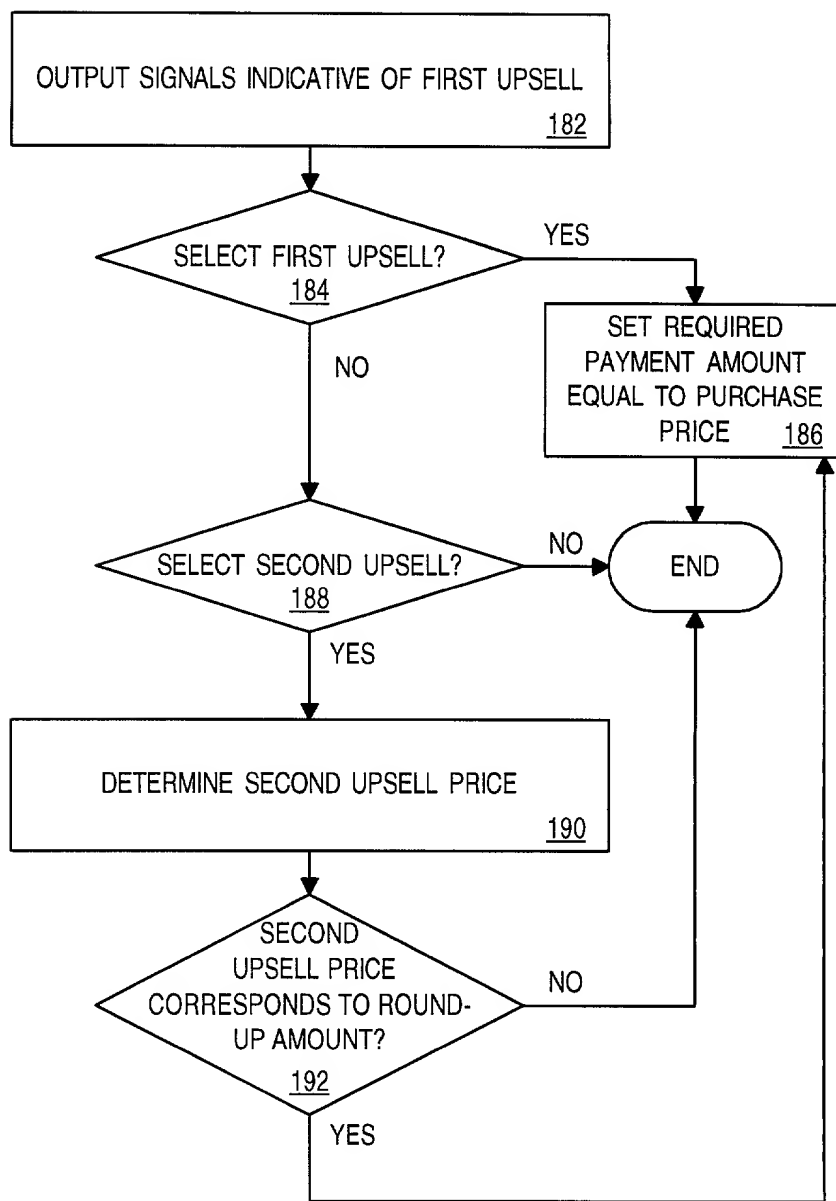 OUTPUT SIGNALS INDICATIVE OF FIRST UPSELL
182
SELECT FIRST UPSELL?
184
YES
NO
SET REQUIRED
PAYMENT AMOUNT
EQUAL TO PURCHASE
PRICE 186
SELECT SECOND UPSELL?
188
NO
END
YES
DETERMINE SECOND UPSELL PRICE
190
SECOND
UPSELL PRICE
CORRESPONDS TO ROUND-
UP AMOUNT?
192
NO
YES